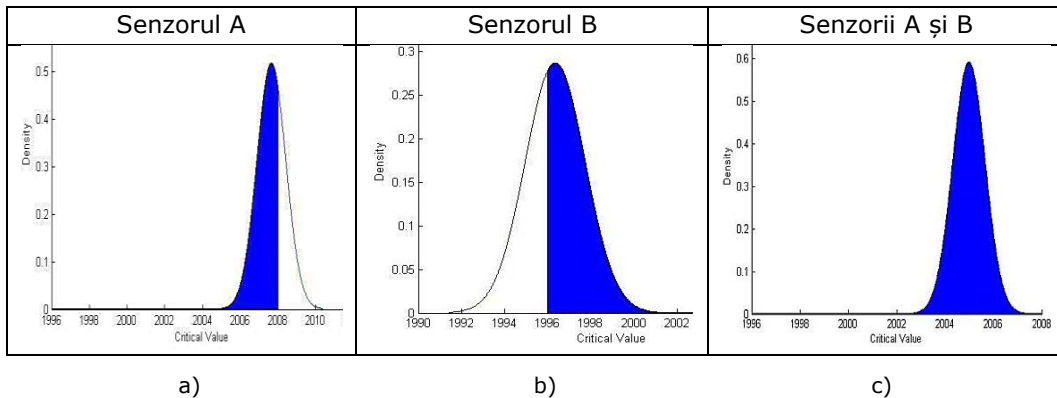 Senzorul A
Senzorul B
Senzorii A și B
0.5
0.4
0.3
0.2
0.1
0
Density
1996 1998 2000 2002 2004 2006 2008 2010
Critical Value
0.3
0.25
0.2
0.15
0.1
0.05
0
Density
1990 1992 1994 1996 1998 2000 2002
Critical Value
0.6
0.5
0.4
0.3
0.2
0.1
0
Density
1996 1998 2000 2002 2004 2006 2008
Critical Value
a)
b)
c)